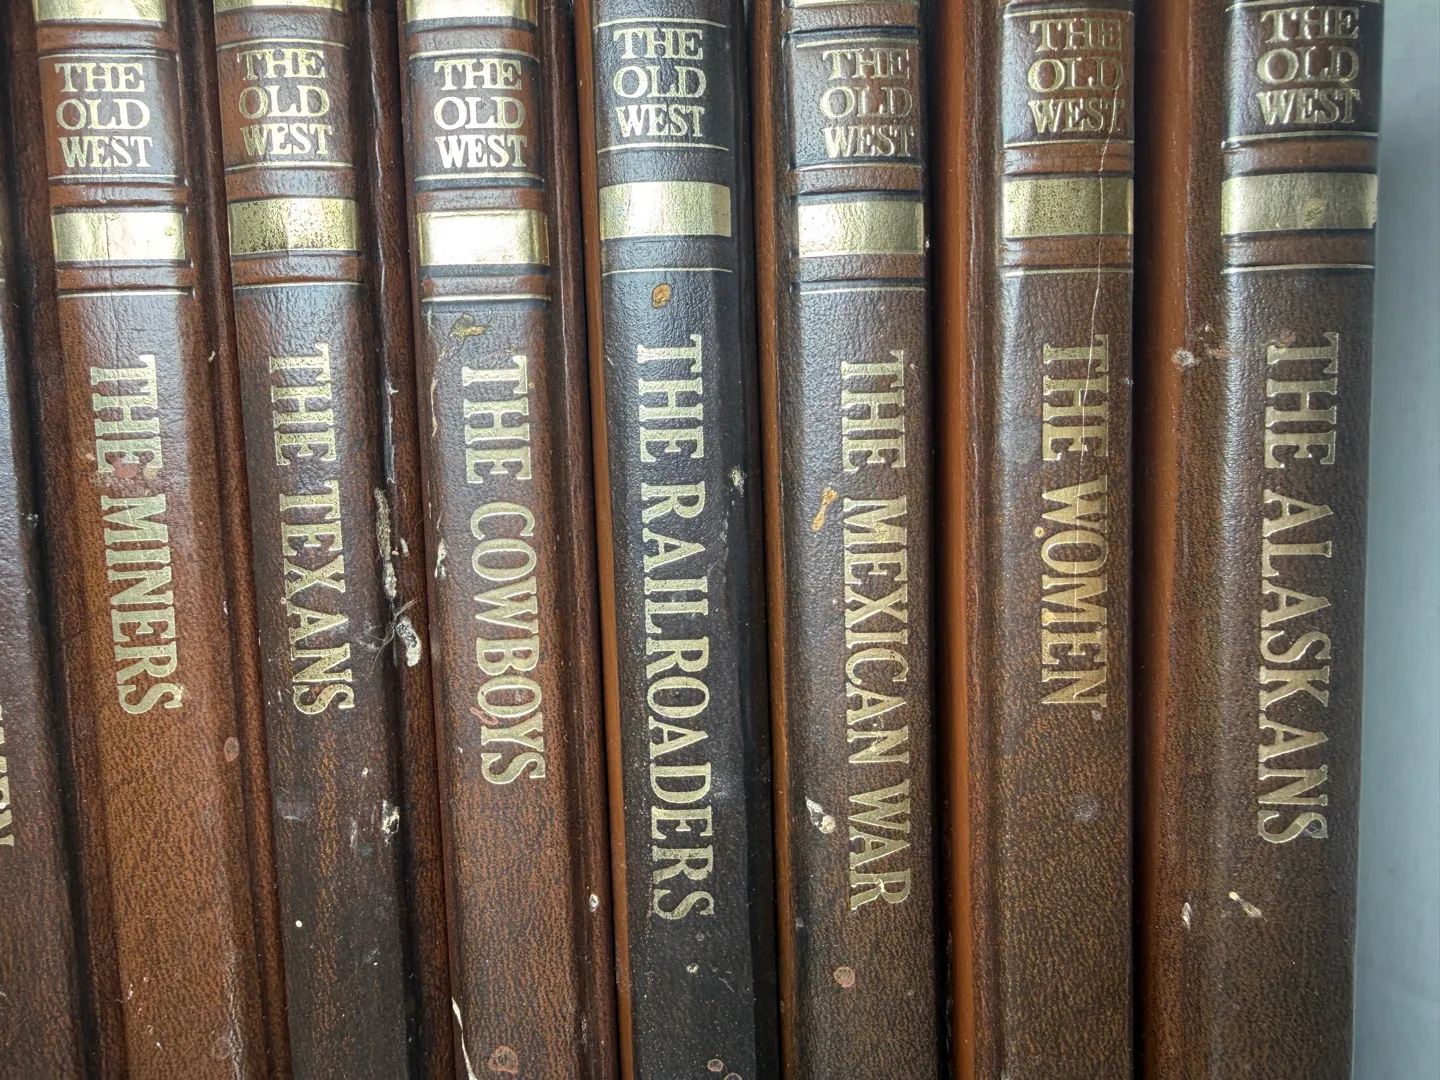 THE
OLD
WEST
THE MINERS
THE
OLD
WEST
THE TEXANS
THE
OLD
WEST
THE COWBOYS
THE
OLD
WEST
THE RAILROADERS
THE
OLD
WEST
THE MEXICAN WAR
THE
OLD
WEST
THE WOMEN
THE
OLD
WEST
THE ALASKANS